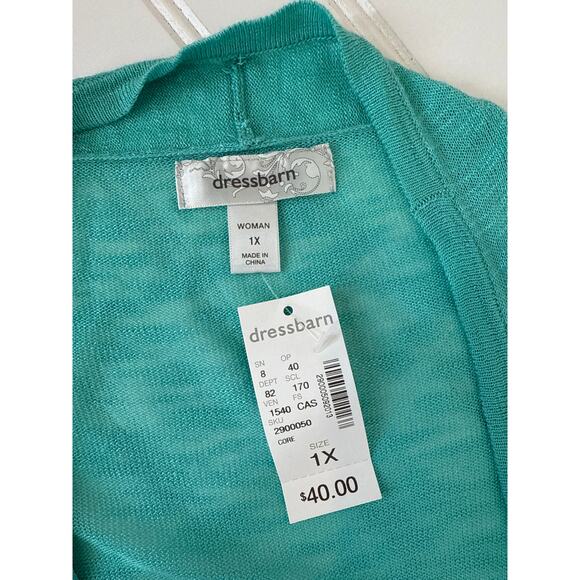 dressbarn
WOMAN
1X
MADE IN
CHINA
dressbarn
SN OP
8 40
DEPT SCL
82 170
VEN FS
1540 CAS
SKU
2900050
CORE
290005092013
SIZE
1X
$40.00